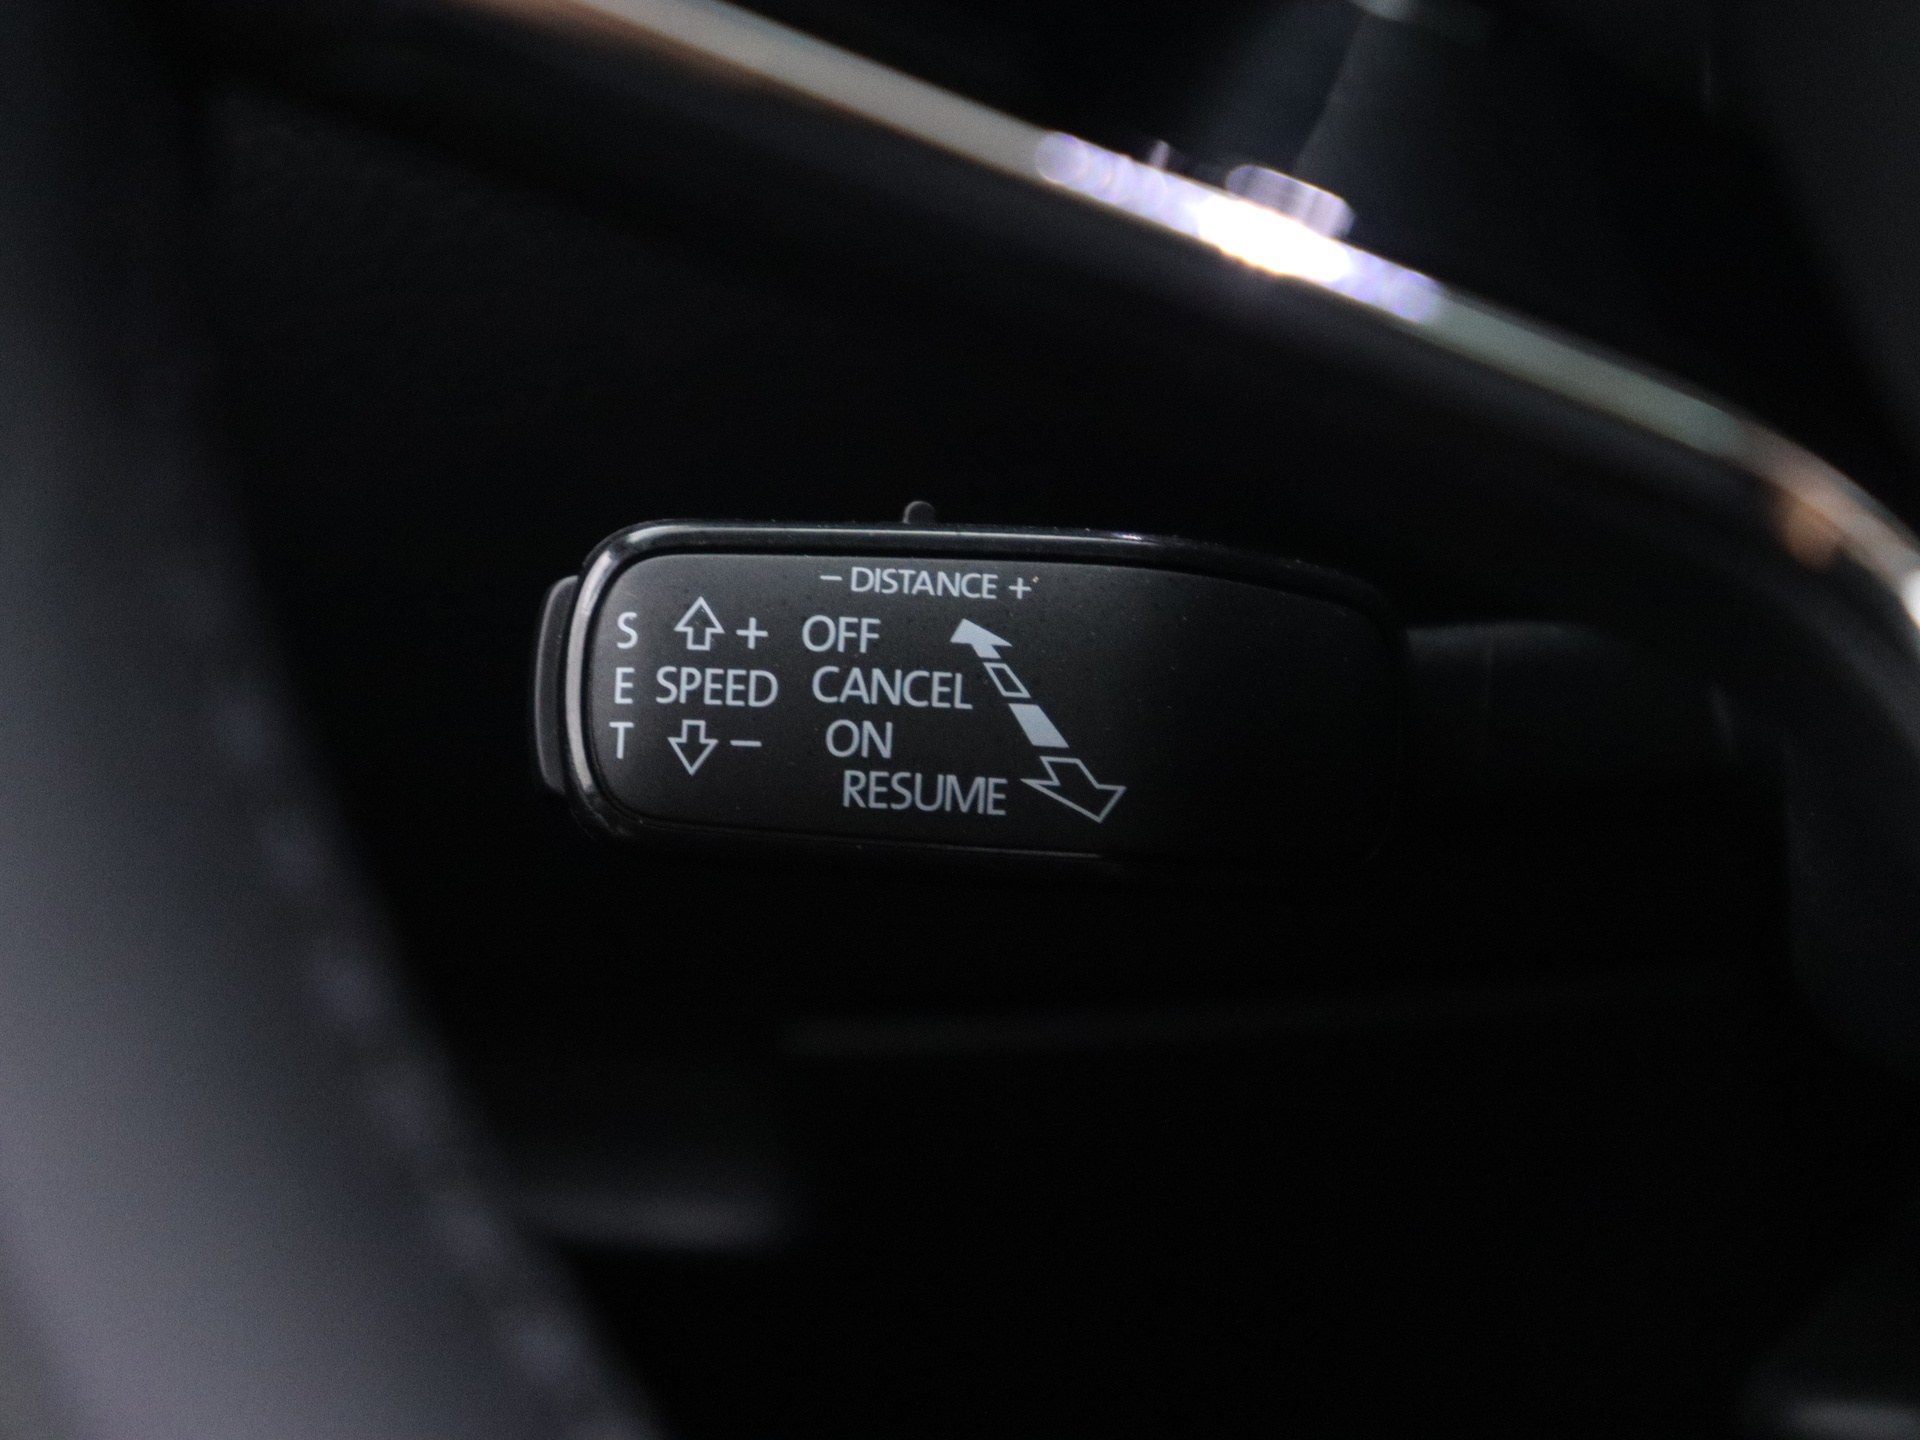 − DISTANCE +
S + OFF
E SPEED CANCEL
T − ON
RESUME